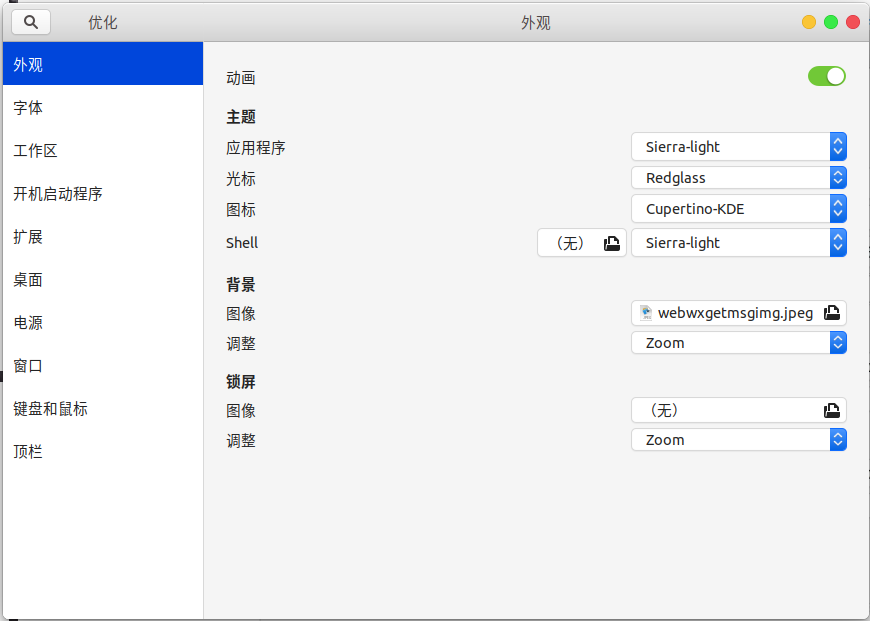 优化
外观
外观
字体
工作区
开机启动程序
扩展
桌面
电源
窗口
键盘和鼠标
顶栏
动画
主题
应用程序 Sierra-light
光标 Redglass
图标 Cupertino-KDE
Shell （无） Sierra-light
背景
图像 webwxgetmsgimg.jpeg
调整 Zoom
锁屏
图像 （无）
调整 Zoom